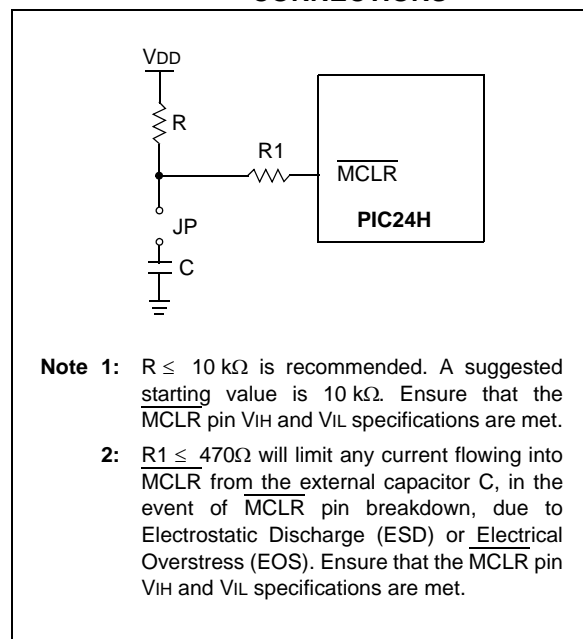 VDD
R
R1
MCLR
PIC24H
JP
C
Note 1: R ≤ 10 kΩ is recommended. A suggested
starting value is 10 kΩ. Ensure that the
MCLR pin VIH and VIL specifications are met.
2: R1 ≤ 470Ω will limit any current flowing into
MCLR from the external capacitor C, in the
event of MCLR pin breakdown, due to
Electrostatic Discharge (ESD) or Electrical
Overstress (EOS). Ensure that the MCLR pin
VIH and VIL specifications are met.